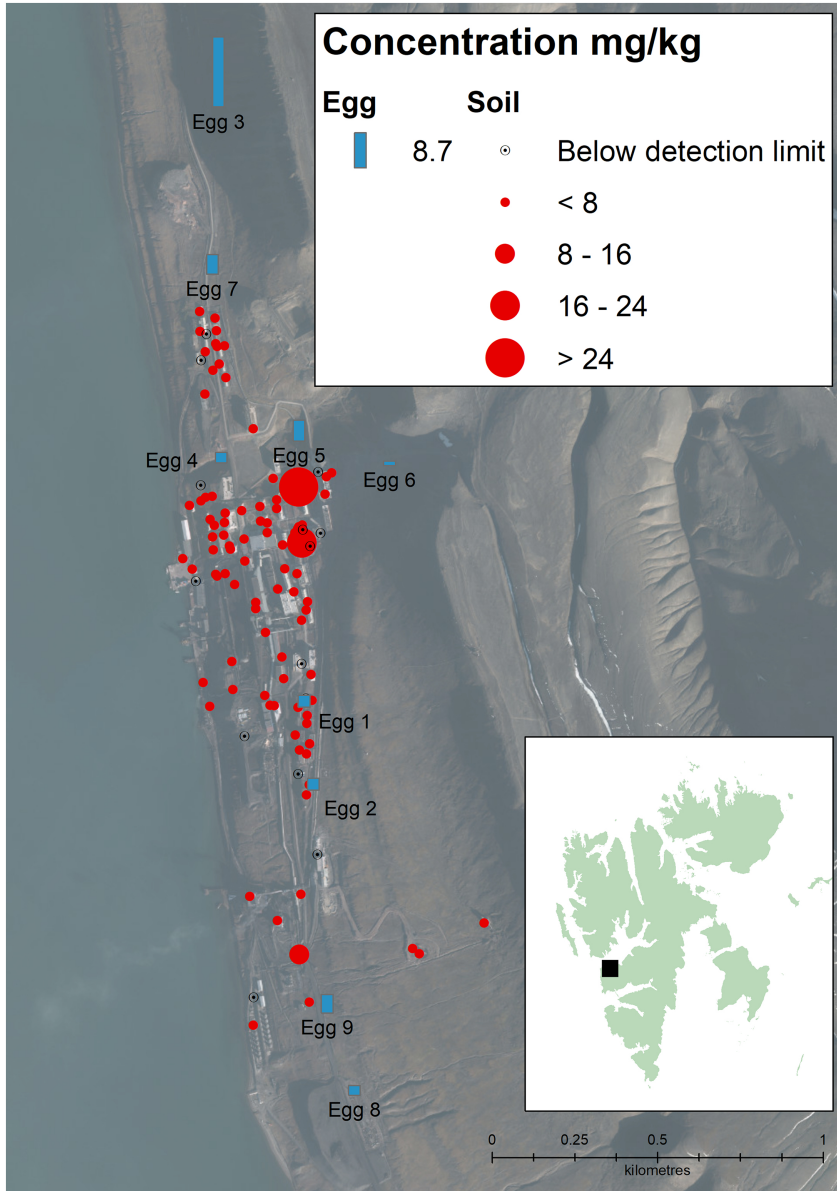 Concentration mg/kg
Egg Soil
8.7 Below detection limit
< 8
8 - 16
16 - 24
> 24
Egg 3
Egg 7
Egg 5
Egg 4
Egg 6
Egg 1
Egg 2
Egg 9
Egg 8
0 0.25 0.5 1
kilometres